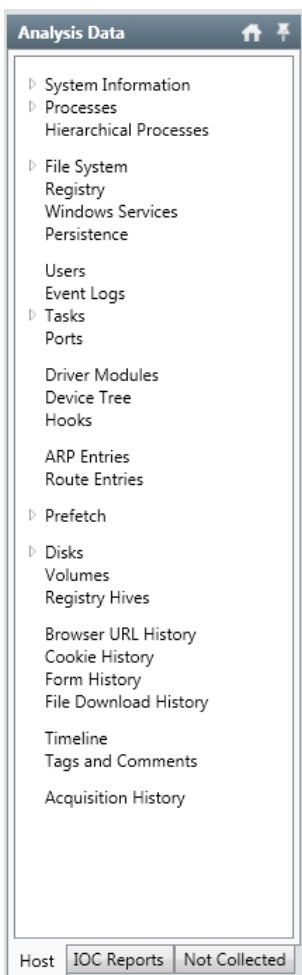 Analysis Data
System Information
Processes
Hierarchical Processes
File System
Registry
Windows Services
Persistence
Users
Event Logs
Tasks
Ports
Driver Modules
Device Tree
Hooks
ARP Entries
Route Entries
Prefetch
Disks
Volumes
Registry Hives
Browser URL History
Cookie History
Form History
File Download History
Timeline
Tags and Comments
Acquisition History
Host IOC Reports Not Collected